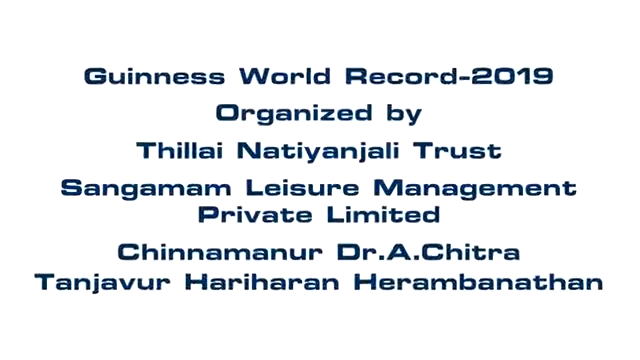 Guinness World Record-2019
Organized by
Thillai Natiyanjali Trust
Sangamam Leisure Management
Private Limited
Chinnamanur Dr.A.Chitra
Tanjavur Hariharan Herambanathan